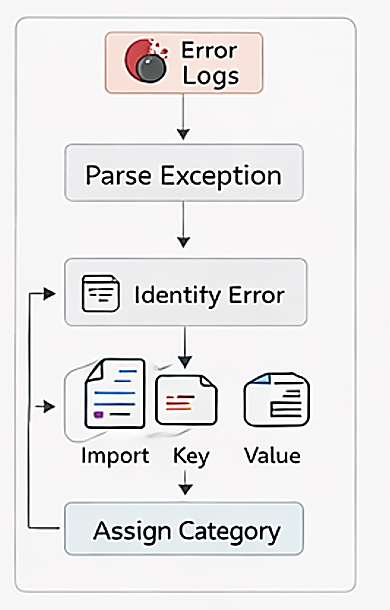 Error
Logs
Parse Exception
Identify Error
Import Key Value
Assign Category